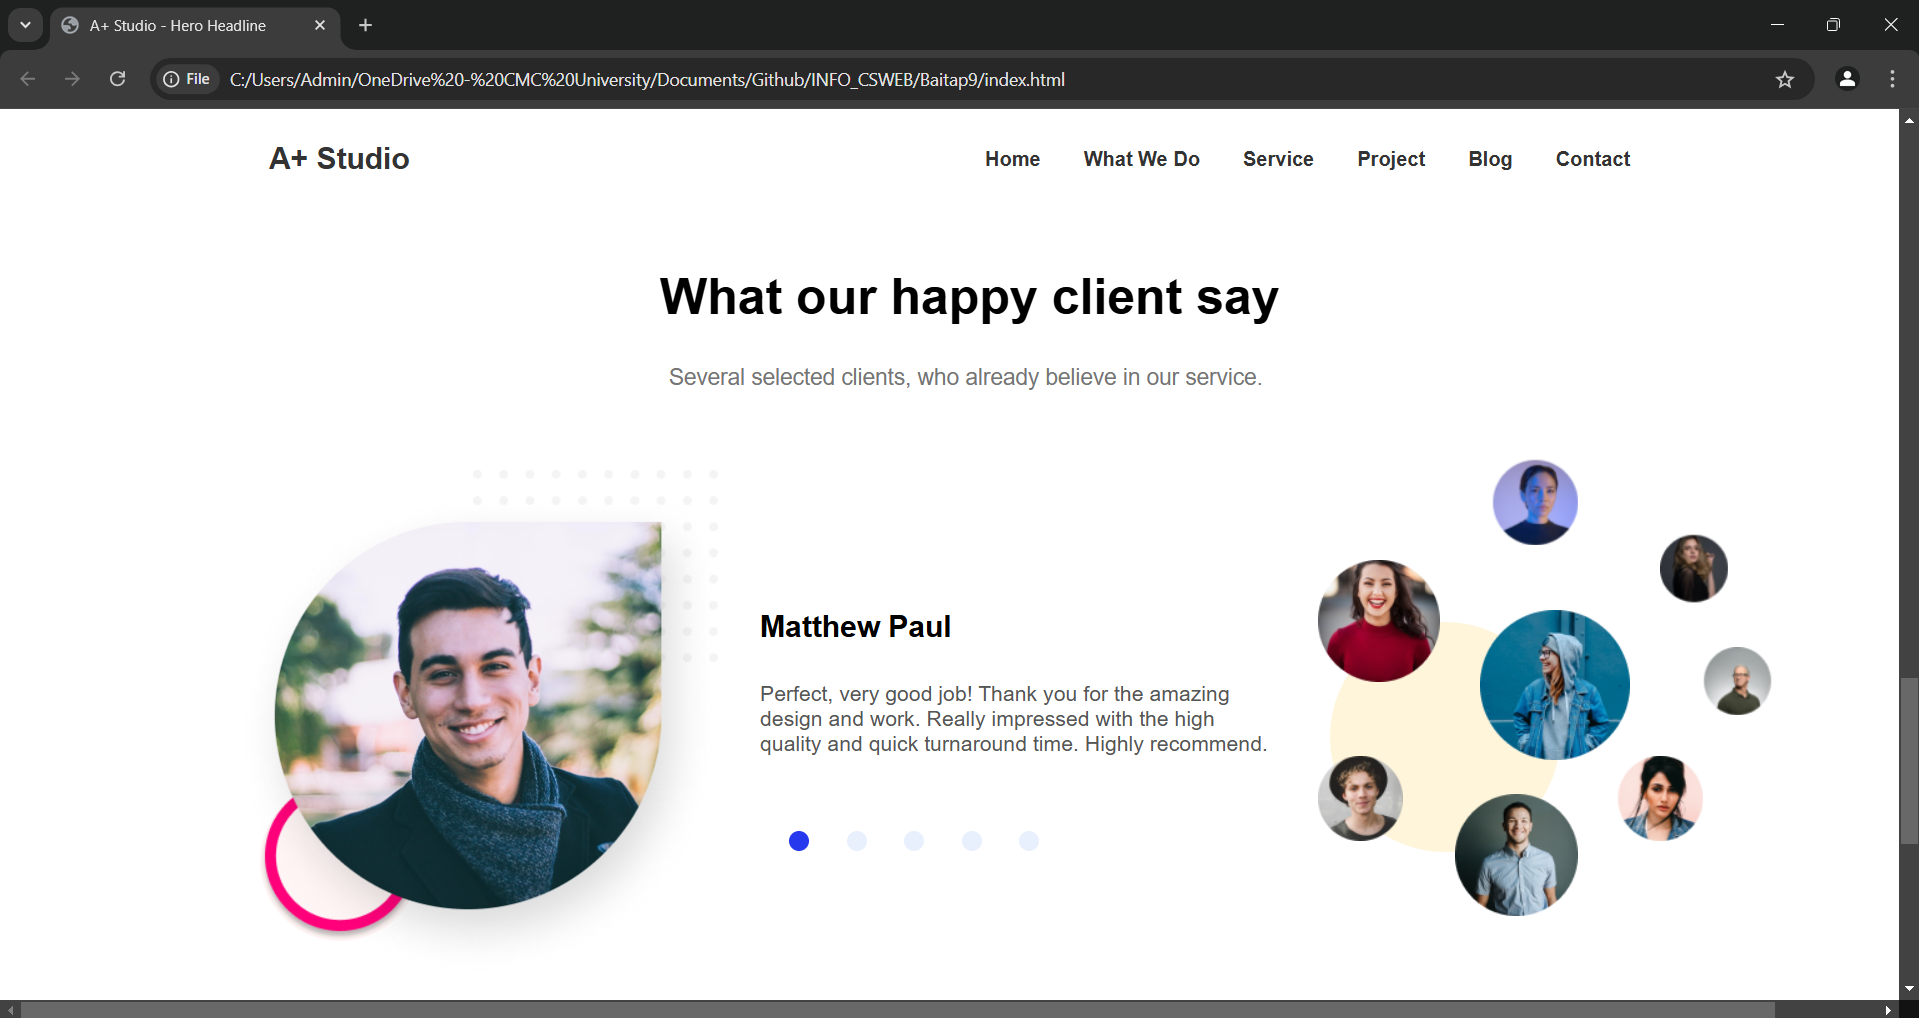 A+ Studio - Hero Headline
File
C:/Users/Admin/OneDrive%20-%20CMC%20University/Documents/Github/INFO_CSWEB/Baitap9/index.html
A+ Studio
Home What We Do Service Project Blog Contact
What our happy client say
Several selected clients, who already believe in our service.
Matthew Paul
Perfect, very good job! Thank you for the amazing
design and work. Really impressed with the high
quality and quick turnaround time. Highly recommend.